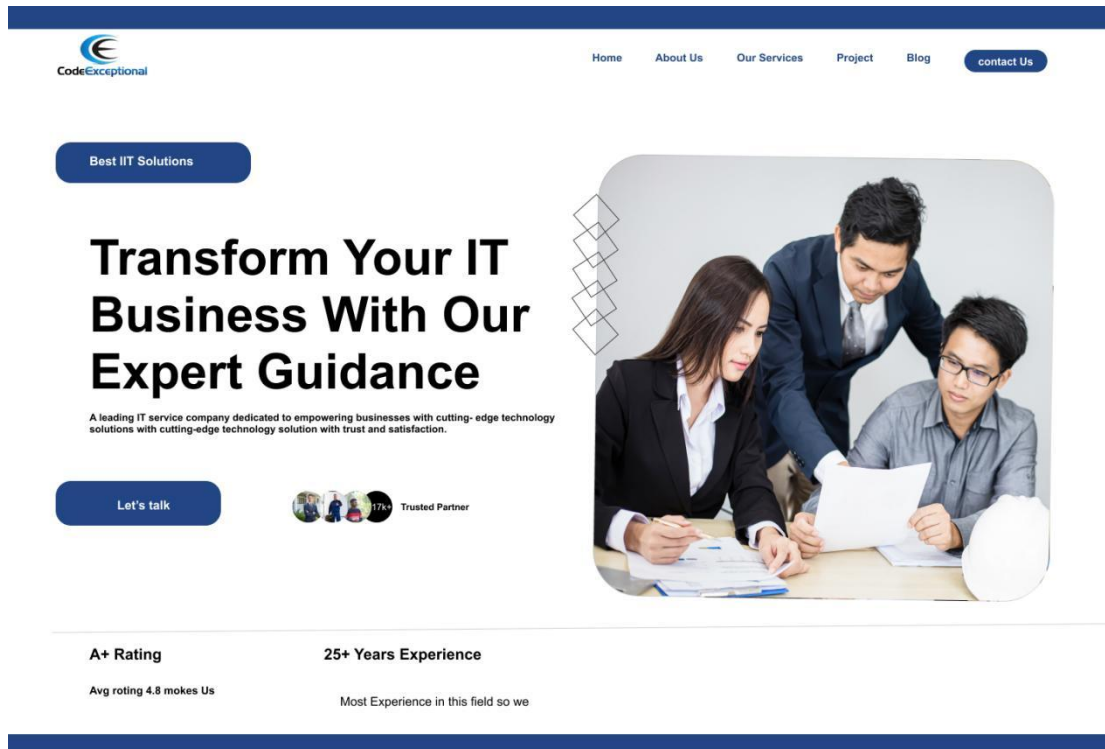 CodeExceptional
Home About Us Our Services Project Blog contact Us
Best IIT Solutions
Transform Your IT
Business With Our
Expert Guidance
A leading IT service company dedicated to empowering businesses with cutting- edge technology
solutions with cutting-edge technology solution with trust and satisfaction.
Let's talk
17k+
Trusted Partner
A+ Rating
Avg roting 4.8 mokes Us
25+ Years Experience
Most Experience in this field so we